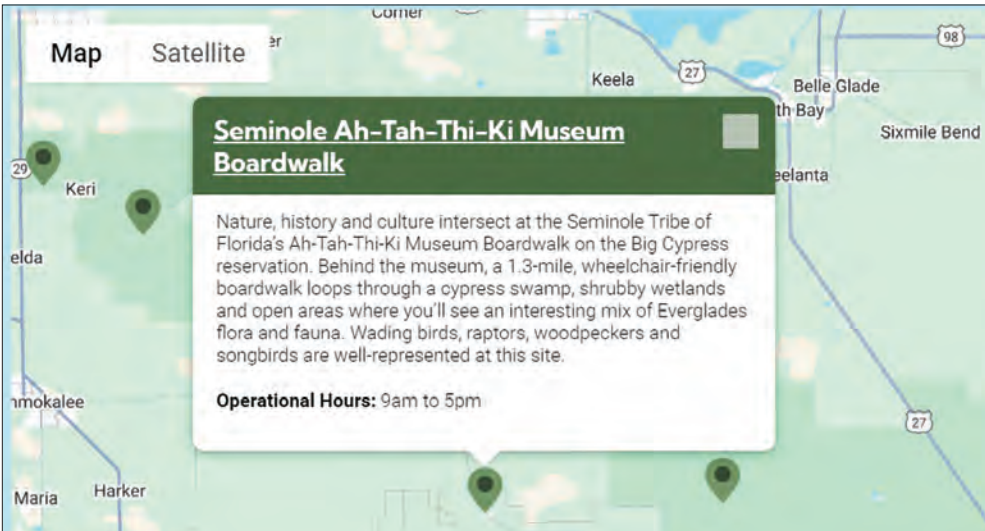 Comer
98
Map Satellite
er
Keela
27
Belle Glade
th Bay
Sixmile Bend
Seminole Ah-Tah-Thi-Ki Museum
Boardwalk
29
Keri
eelanta
Nature, history and culture intersect at the Seminole Tribe of
Florida's Ah-Tah-Thi-Ki Museum Boardwalk on the Big Cypress
reservation. Behind the museum, a 1.3-mile, wheelchair-friendly
boardwalk loops through a cypress swamp, shrubby wetlands
and open areas where you'll see an interesting mix of Everglades
flora and fauna. Wading birds, raptors, woodpeckers and
songbirds are well-represented at this site.
elda
Operational Hours: 9am to 5pm
mokalee
27
Maria
Harker